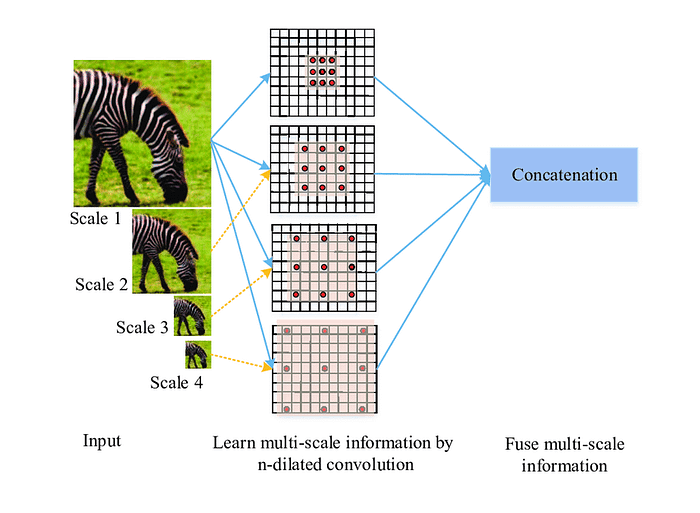 Scale 1
Scale 2
Scale 3
Scale 4
Concatenation
Input
Learn multi-scale information by
n-dilated convolution
Fuse multi-scale
information